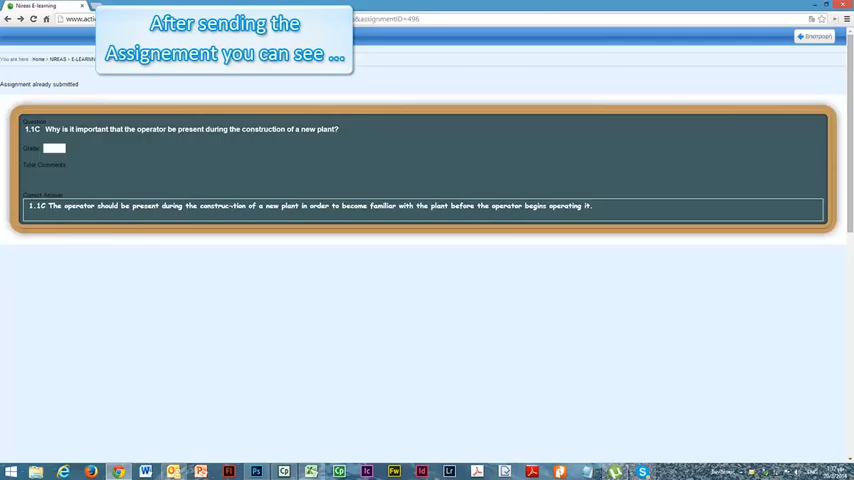 Nireas E-learning
After sending the
Assignement you can see ...
www.acti
&assignmentID=496
Επιστροφή
You are here: Home > NIREAS > E-LEARN
Assignment already submitted
Question
1.1C Why is it important that the operator be present during the construction of a new plant?
Grade:
Tutor Comments
Correct Answer
1.1C The operator should be present during the construction of a new plant in order to become familiar with the plant before the operator begins operating it.